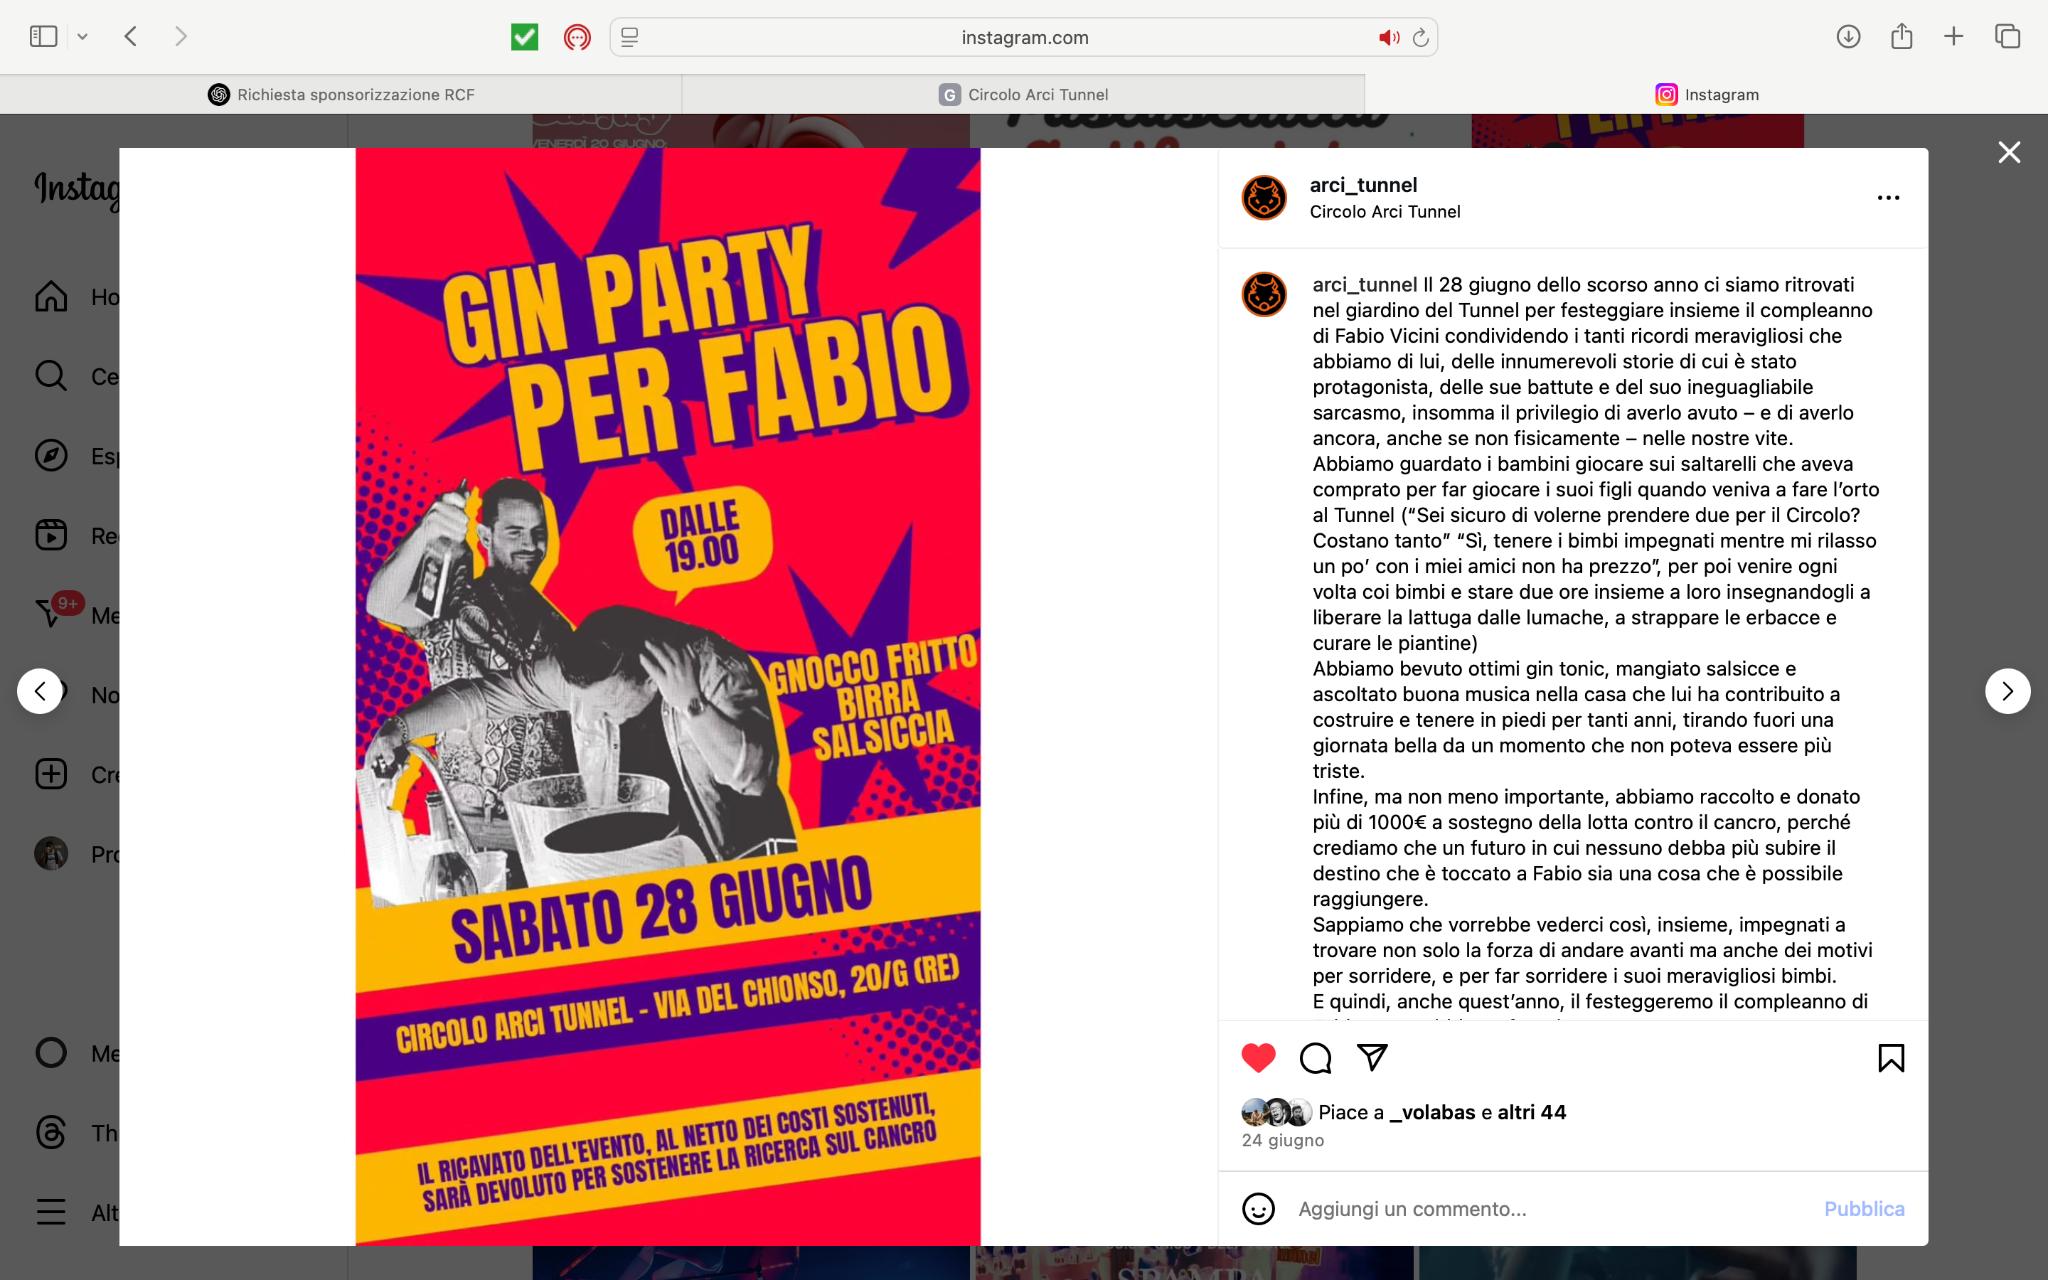 instagram.com
Richiesta sponsorizzazione RCF
G Circolo Arci Tunnel
Instagram
VENERDÌ 20 GIUGNO
Instag
Ho
Ce
Esp
Re
9+
Me
No
Cre
Pro
Me
Th
Alt
GIN PARTY
PER FABIO
DALLE
19.00
GNOCCO FRITTO
BIRRA
SALSICCIA
SABATO 28 GIUGNO
CIRCOLO ARCI TUNNEL - VIA DEL CHIONSO, 20/G (RE)
IL RICAVATO DELL'EVENTO, AL NETTO DEI COSTI SOSTENUTI,
SARÀ DEVOLUTO PER SOSTENERE LA RICERCA SUL CANCRO
arci_tunnel
Circolo Arci Tunnel
arci_tunnel Il 28 giugno dello scorso anno ci siamo ritrovati
nel giardino del Tunnel per festeggiare insieme il compleanno
di Fabio Vicini condividendo i tanti ricordi meravigliosi che
abbiamo di lui, delle innumerevoli storie di cui è stato
protagonista, delle sue battute e del suo ineguagliabile
sarcasmo, insomma il privilegio di averlo avuto – e di averlo
ancora, anche se non fisicamente – nelle nostre vite.
Abbiamo guardato i bambini giocare sui saltarelli che aveva
comprato per far giocare i suoi figli quando veniva a fare l’orto
al Tunnel (“Sei sicuro di volerne prendere due per il Circolo?
Costano tanto” “Sì, tenere i bimbi impegnati mentre mi rilasso
un po’ con i miei amici non ha prezzo”, per poi venire ogni
volta coi bimbi e stare due ore insieme a loro insegnandogli a
liberare la lattuga dalle lumache, a strappare le erbacce e
curare le piantine)
Abbiamo bevuto ottimi gin tonic, mangiato salsicce e
ascoltato buona musica nella casa che lui ha contribuito a
costruire e tenere in piedi per tanti anni, tirando fuori una
giornata bella da un momento che non poteva essere più
triste.
Infine, ma non meno importante, abbiamo raccolto e donato
più di 1000€ a sostegno della lotta contro il cancro, perché
crediamo che un futuro in cui nessuno debba più subire il
destino che è toccato a Fabio sia una cosa che è possibile
raggiungere.
Sappiamo che vorrebbe vederci così, insieme, impegnati a
trovare non solo la forza di andare avanti ma anche dei motivi
per sorridere, e per far sorridere i suoi meravigliosi bimbi.
E quindi, anche quest’anno, il festeggeremo il compleanno di
Piace a _volabas e altri 44
24 giugno
Aggiungi un commento...
Pubblica